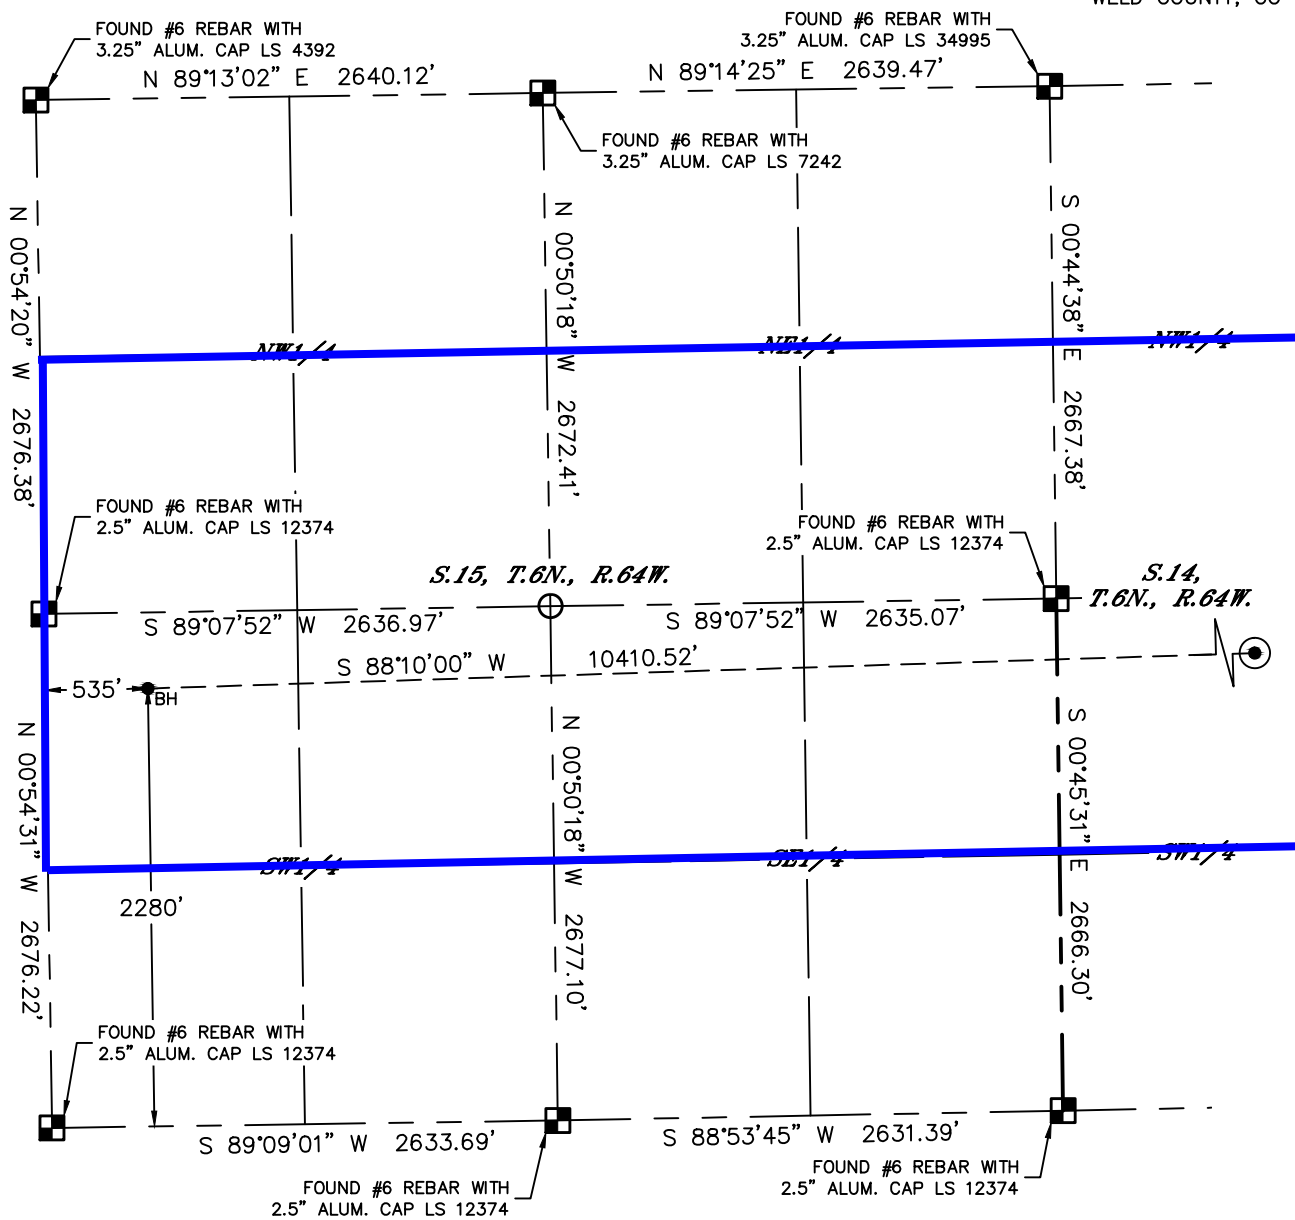 WELD COUNTY, CO
FOUND #6 REBAR WITH
3.25" ALUM. CAP LS 4392
FOUND #6 REBAR WITH
3.25" ALUM. CAP LS 34995
N 89°13'02" E 2640.12'
N 89°14'25" E 2639.47'
FOUND #6 REBAR WITH
3.25" ALUM. CAP LS 7242
N 00°54'20" W 2676.38'
N 00°50'18" W 2672.41'
S 00°44'38" E 2667.38'
NW1/4
NE1/4
NW1/4
FOUND #6 REBAR WITH
2.5" ALUM. CAP LS 12374
FOUND #6 REBAR WITH
2.5" ALUM. CAP LS 12374
S.15, T.6N., R.64W.
S.14,
T.6N., R.64W.
S 89°07'52" W 2636.97'
S 89°07'52" W 2635.07'
S 88°10'00" W 10410.52'
535'
BH
N 00°54'31" W 2676.22'
N 00°50'18" W 2677.10'
S 00°45'31" E 2666.30'
SW1/4
SE1/4
SW1/4
2280'
FOUND #6 REBAR WITH
2.5" ALUM. CAP LS 12374
S 89°09'01" W 2633.69'
S 88°53'45" W 2631.39'
FOUND #6 REBAR WITH
2.5" ALUM. CAP LS 12374
FOUND #6 REBAR WITH
2.5" ALUM. CAP LS 12374